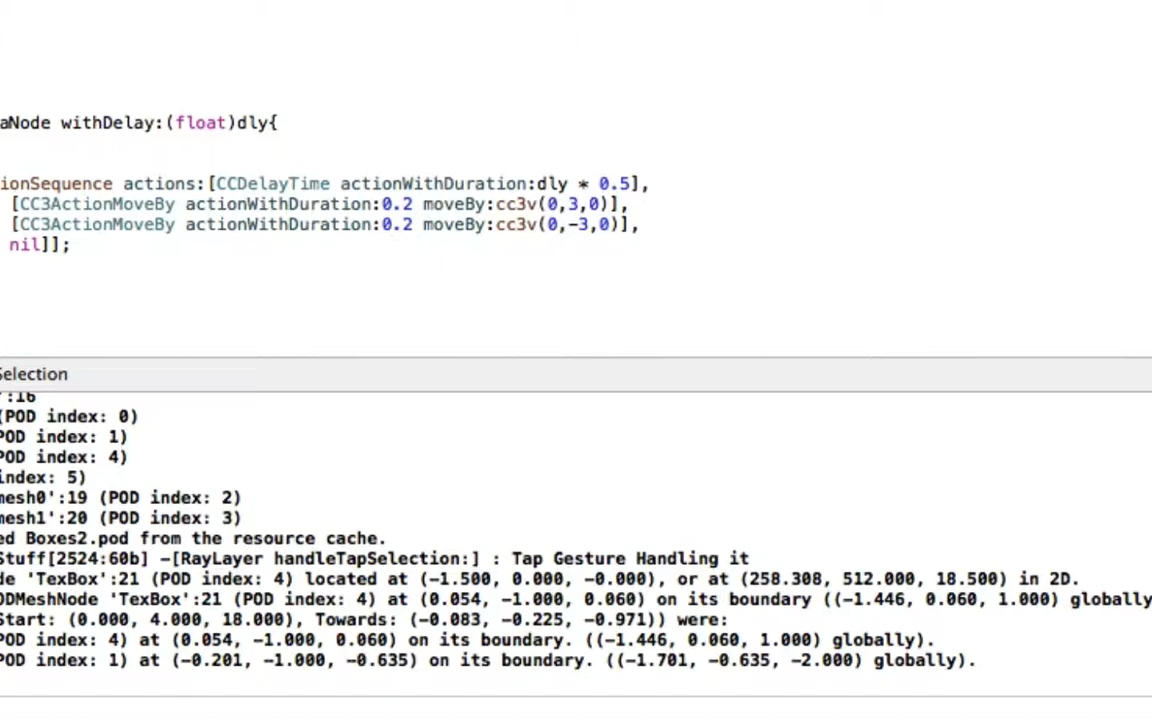 aNode withDelay:(float)dly{
ionSequence actions:[CCDelayTime actionWithDuration:dly * 0.5],
[CC3ActionMoveBy actionWithDuration:0.2 moveBy:cc3v(0,3,0)],
[CC3ActionMoveBy actionWithDuration:0.2 moveBy:cc3v(0,-3,0)],
nil]];
Selection
':16
(POD index: 0)
POD index: 1)
POD index: 4)
index: 5)
mesh0':19 (POD index: 2)
mesh1':20 (POD index: 3)
ed Boxes2.pod from the resource cache.
Stuff[2524:60b] -[RayLayer handleTapSelection:] : Tap Gesture Handling it
de 'TexBox':21 (POD index: 4) located at (-1.500, 0.000, -0.000), or at (258.308, 512.000, 18.500) in 2D.
ODMeshNode 'TexBox':21 (POD index: 4) at (0.054, -1.000, 0.060) on its boundary ((-1.446, 0.060, 1.000) globally
Start: (0.000, 4.000, 18.000), Towards: (-0.083, -0.225, -0.971)) were:
POD index: 4) at (0.054, -1.000, 0.060) on its boundary. ((-1.446, 0.060, 1.000) globally).
POD index: 1) at (-0.201, -1.000, -0.635) on its boundary. ((-1.701, -0.635, -2.000) globally).